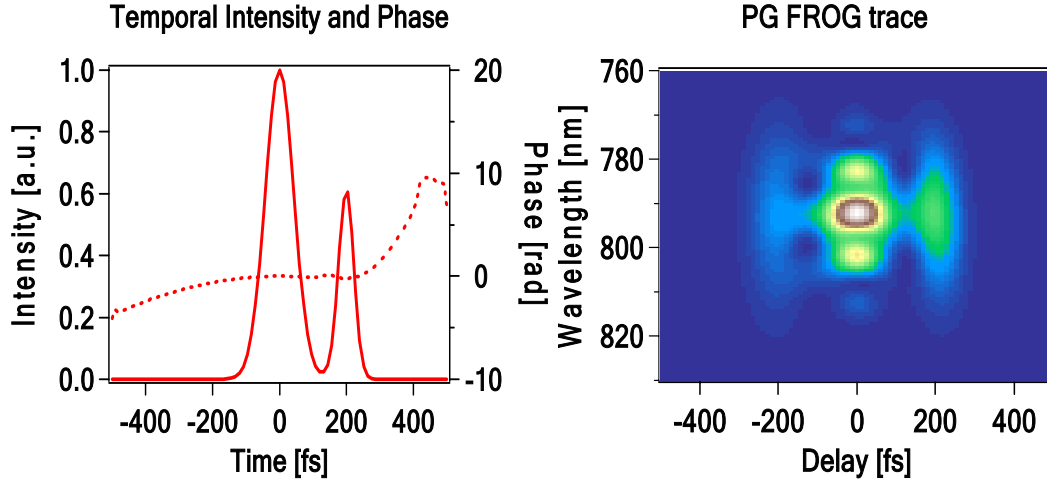 Temporal Intensity and Phase
PG FROG trace
Intensity [a.u.]
1.0
0.8
0.6
0.4
0.2
0.0
20
10
0
-10
Phase [rad]
-400 -200 0 200 400
Time [fs]
Wavelength [nm]
760
780
800
820
-400 -200 0 200 400
Delay [fs]